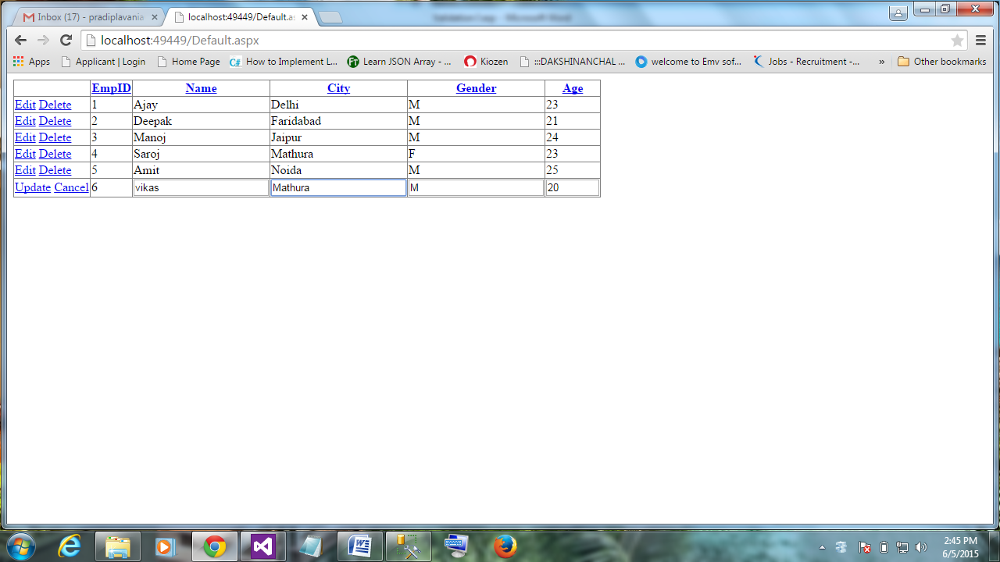 Inbox (17) - pradiplavania
localhost:49449/Default.as
localhost:49449/Default.aspx
Apps Applicant | Login Home Page C# How to Implement L... FT Learn JSON Array - ... Kiozen :::DAKSHINANCHAL ... welcome to Emv sof... Jobs - Recruitment -... » Other bookmarks
EmpID Name City Gender Age
Edit Delete 1 Ajay Delhi M 23
Edit Delete 2 Deepak Faridabad M 21
Edit Delete 3 Manoj Jaipur M 24
Edit Delete 4 Saroj Mathura F 23
Edit Delete 5 Amit Noida M 25
Update Cancel 6 vikas Mathura M 20
2:45 PM
6/5/2015